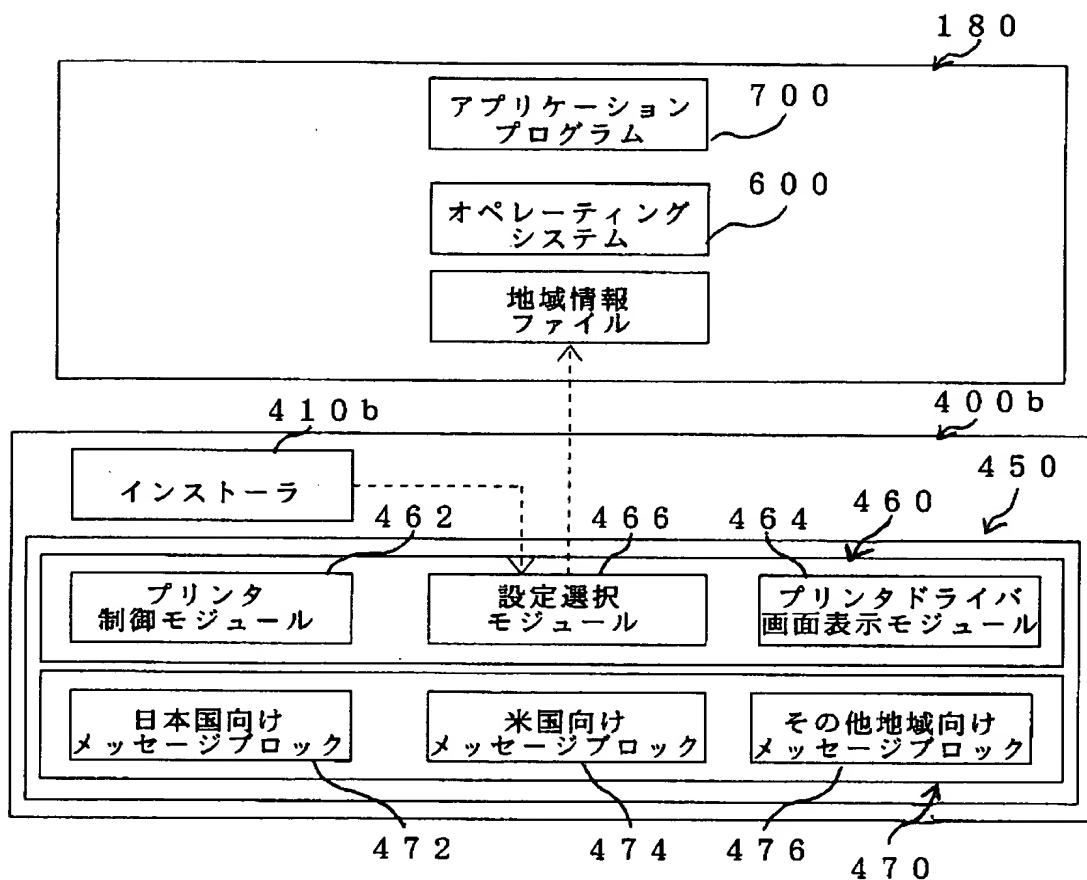 180
アプリケーション
プログラム
700
オペレーティング
システム
600
地域情報
ファイル
410b
400b
インストーラ
450
462
466
464
460
プリンタ
制御モジュール
設定選択
モジュール
プリンタドライバ
画面表示モジュール
日本国向け
メッセージブロック
米国向け
メッセージブロック
その他地域向け
メッセージブロック
472
474
476
470